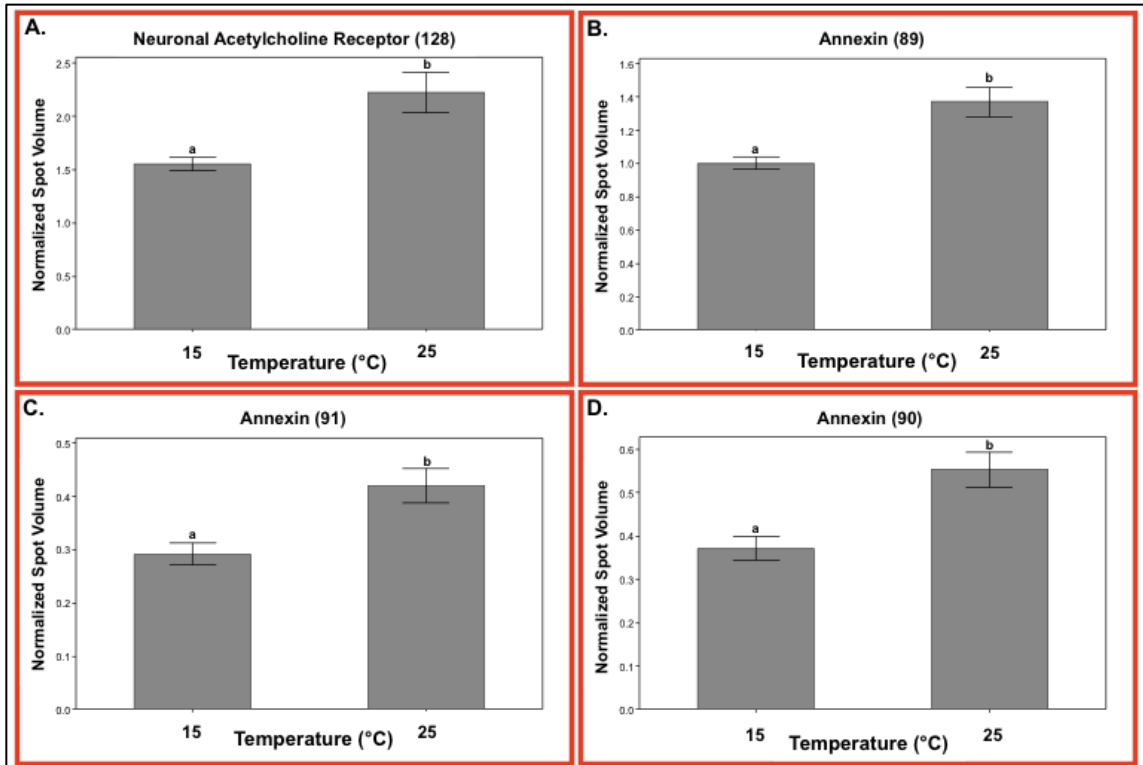 A.
Neuronal Acetylcholine Receptor (128)
Normalized Spot Volume
2.5
2.0
1.5
1.0
0.5
0.0
a
b
15
25
Temperature (°C)
B.
Annexin (89)
Normalized Spot Volume
1.6
1.4
1.2
1.0
0.8
0.6
0.4
0.2
0.0
a
b
15
25
Temperature (°C)
C.
Annexin (91)
Normalized Spot Volume
0.5
0.4
0.3
0.2
0.1
0.0
a
b
15
25
Temperature (°C)
D.
Annexin (90)
Normalized Spot Volume
0.6
0.5
0.4
0.3
0.2
0.1
0.0
a
b
15
25
Temperature (°C)